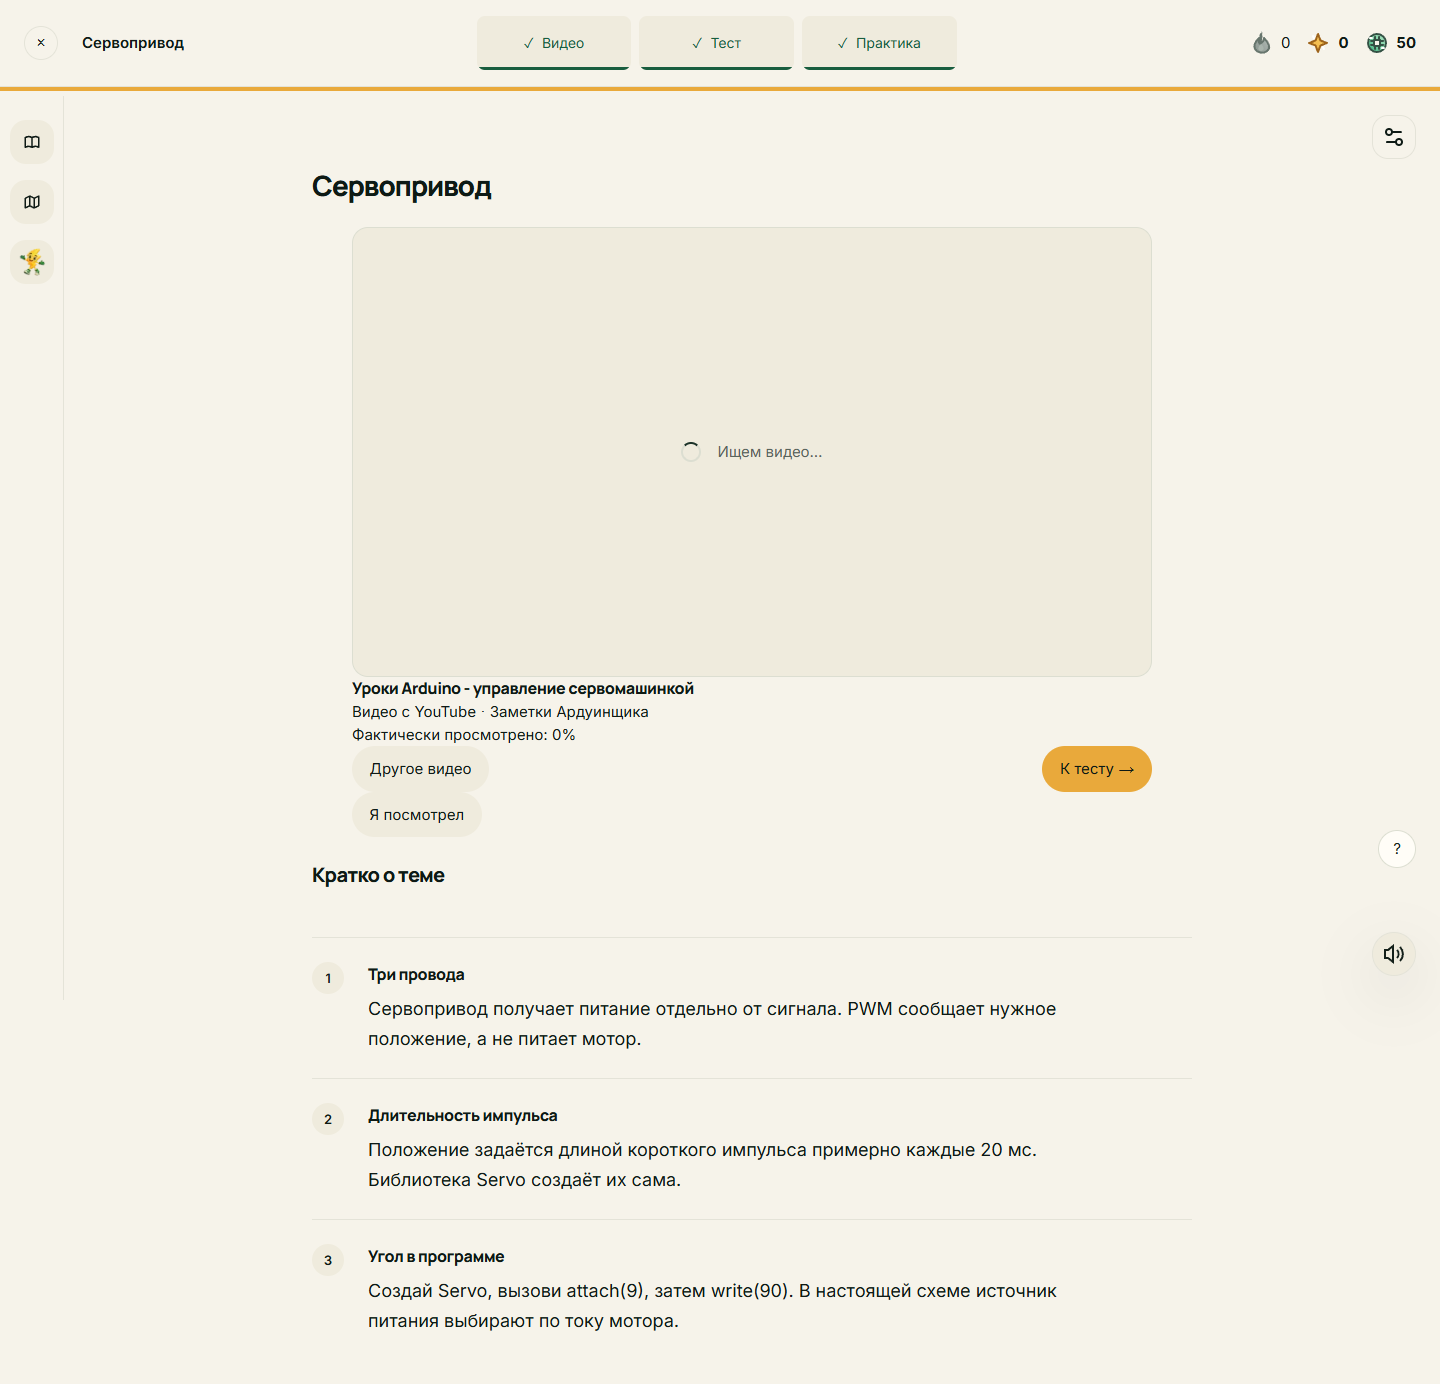 × Сервопривод ✓ Видео ✓ Тест ✓ Практика 0 0 50
Сервопривод
Ищем видео...
Уроки Arduino - управление сервомашинкой
Видео с YouTube · Заметки Ардуинщика
Фактически просмотрено: 0%
Другое видео К тесту →
Я посмотрел
?
Кратко о теме
1 Три провода
Сервопривод получает питание отдельно от сигнала. PWM сообщает нужное
положение, а не питает мотор.
2 Длительность импульса
Положение задаётся длиной короткого импульса примерно каждые 20 мс.
Библиотека Servo создаёт их сама.
3 Угол в программе
Создай Servo, вызови attach(9), затем write(90). В настоящей схеме источник
питания выбирают по току мотора.